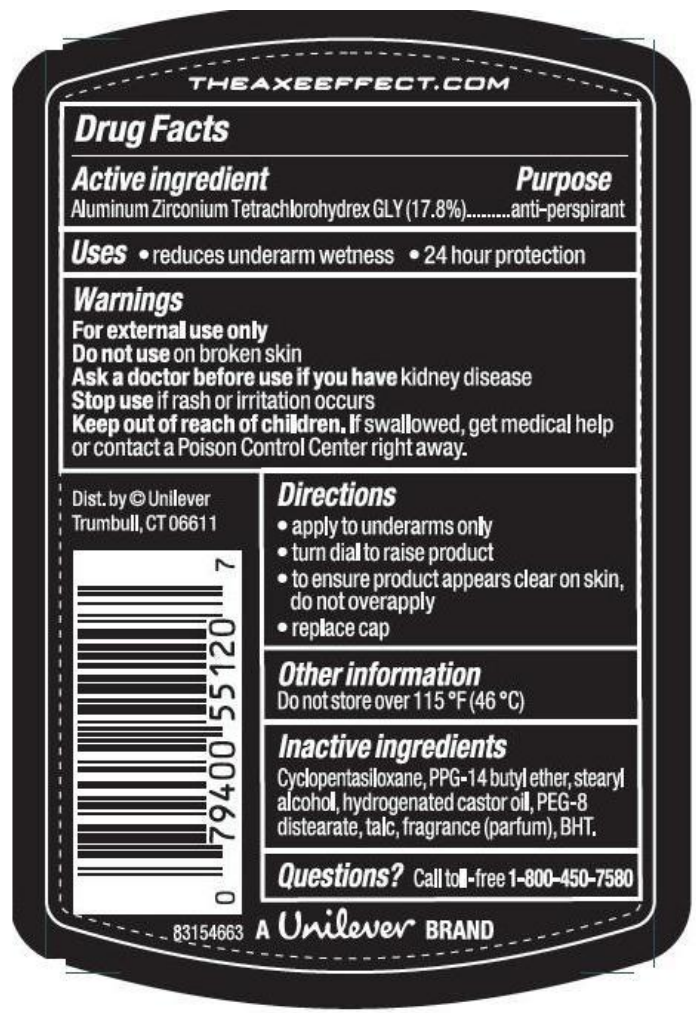 THEAXEEFFECT.COM
Drug Facts
Active ingredient Purpose
Aluminum Zirconium Tetrachlorohydrex GLY (17.8%)..........anti-perspirant
Uses • reduces underarm wetness • 24 hour protection
Warnings
For external use only
Do not use on broken skin
Ask a doctor before use if you have kidney disease
Stop use if rash or irritation occurs
Keep out of reach of children. If swallowed, get medical help
or contact a Poison Control Center right away.
Dist. by © Unilever
Trumbull, CT 06611
0 79400 55120 7
Directions
• apply to underarms only
• turn dial to raise product
• to ensure product appears clear on skin,
do not overapply
• replace cap
Other information
Do not store over 115 °F (46 °C)
Inactive ingredients
Cyclopentasiloxane, PPG-14 butyl ether, stearyl
alcohol, hydrogenated castor oil, PEG-8
distearate, talc, fragrance (parfum), BHT.
Questions? Call toll-free 1-800-450-7580
83154663 A Unilever BRAND